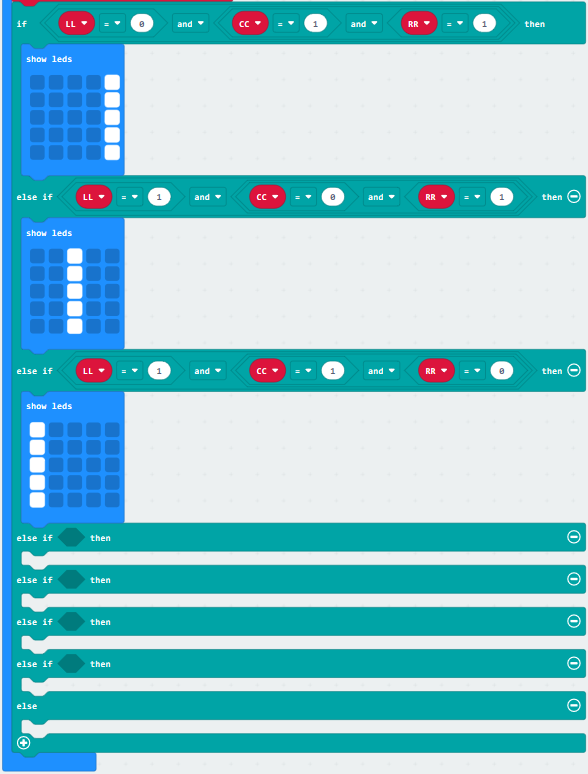 if LL = 0 and CC = 1 and RR = 1 then
show leds
else if LL = 1 and CC = 0 and RR = 1 then
show leds
else if LL = 1 and CC = 1 and RR = 0 then
show leds
else if then
else if then
else if then
else if then
else